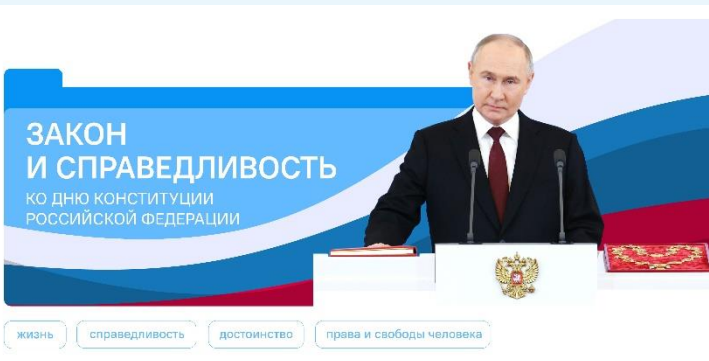 ЗАКОН
И СПРАВЕДЛИВОСТЬ
КО ДНЮ КОНСТИТУЦИИ
РОССИЙСКОЙ ФЕДЕРАЦИИ
жизнь справедливость достоинство права и свободы человека